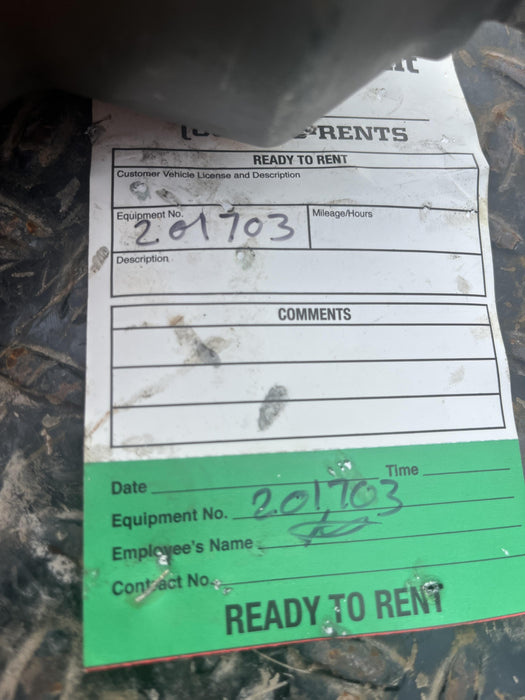 RENTS
READY TO RENT
Customer Vehicle License and Description
Equipment No. Mileage/Hours
201703
Description
COMMENTS
Date Time
Equipment No. 201703
Employee's Name
Contract No.
READY TO RENT